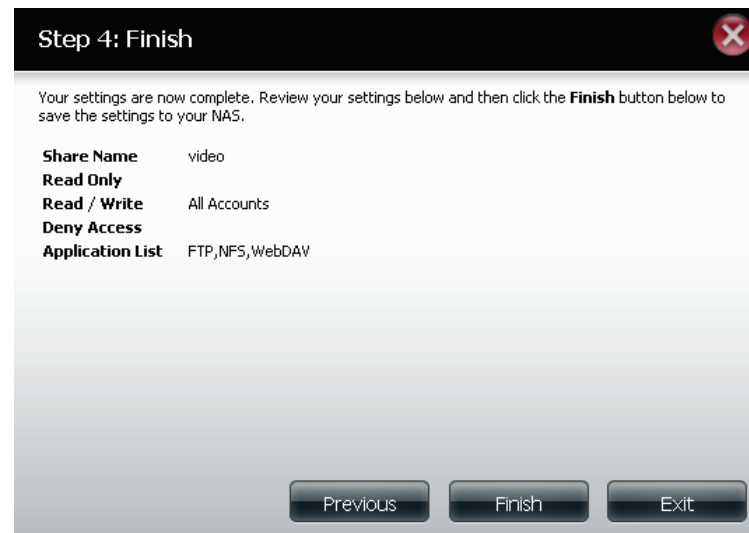 Step 4: Finish
Your settings are now complete. Review your settings below and then click the Finish button below to
save the settings to your NAS.
Share Name video
Read Only
Read / Write All Accounts
Deny Access
Application List FTP,NFS,WebDAV
Previous Finish Exit